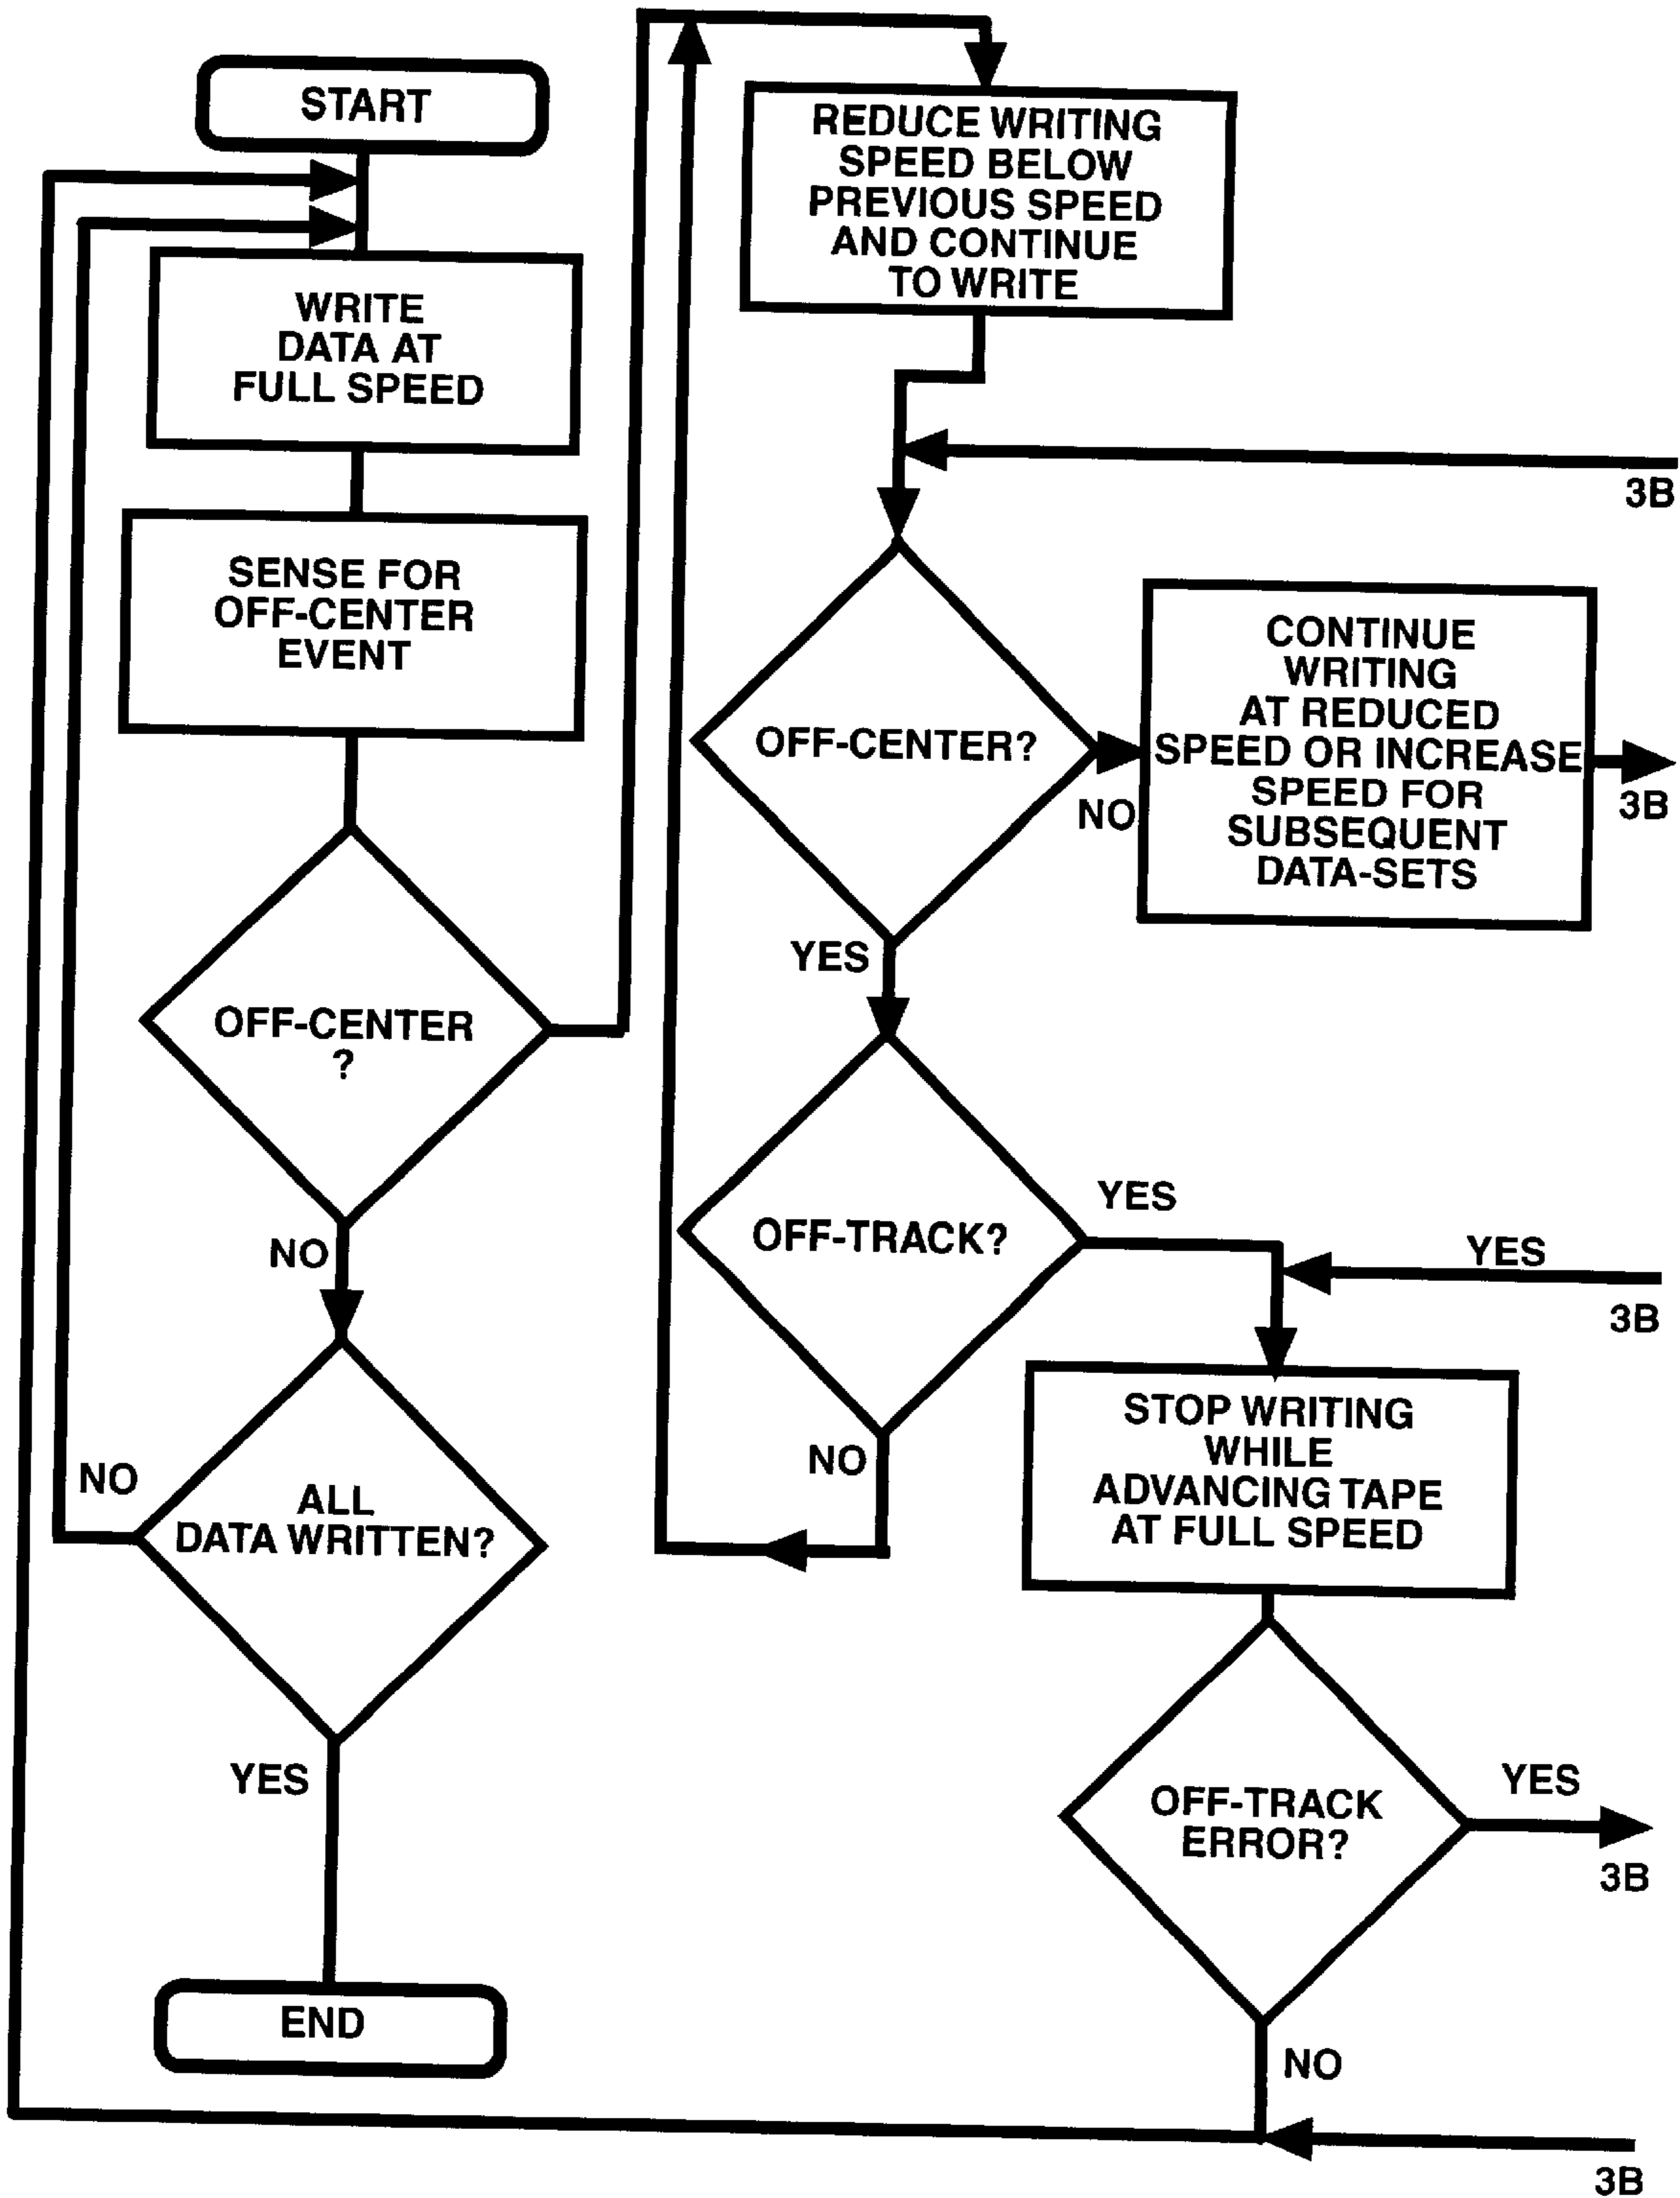 START
WRITE
DATA AT
FULL SPEED
SENSE FOR
OFF-CENTER
EVENT
OFF-CENTER
?
NO
ALL
DATA WRITTEN?
NO
YES
END
REDUCE WRITING
SPEED BELOW
PREVIOUS SPEED
AND CONTINUE
TO WRITE
3B
OFF-CENTER?
NO
YES
CONTINUE
WRITING
AT REDUCED
SPEED OR INCREASE
SPEED FOR
SUBSEQUENT
DATA-SETS
3B
OFF-TRACK?
YES
NO
YES
3B
STOP WRITING
WHILE
ADVANCING TAPE
AT FULL SPEED
OFF-TRACK
ERROR?
YES
3B
NO
3B